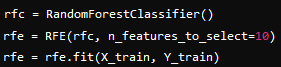 rfc = RandomForestClassifier()
rfe = RFE(rfc, n_features_to_select=10)
rfe = rfe.fit(X_train, Y_train)